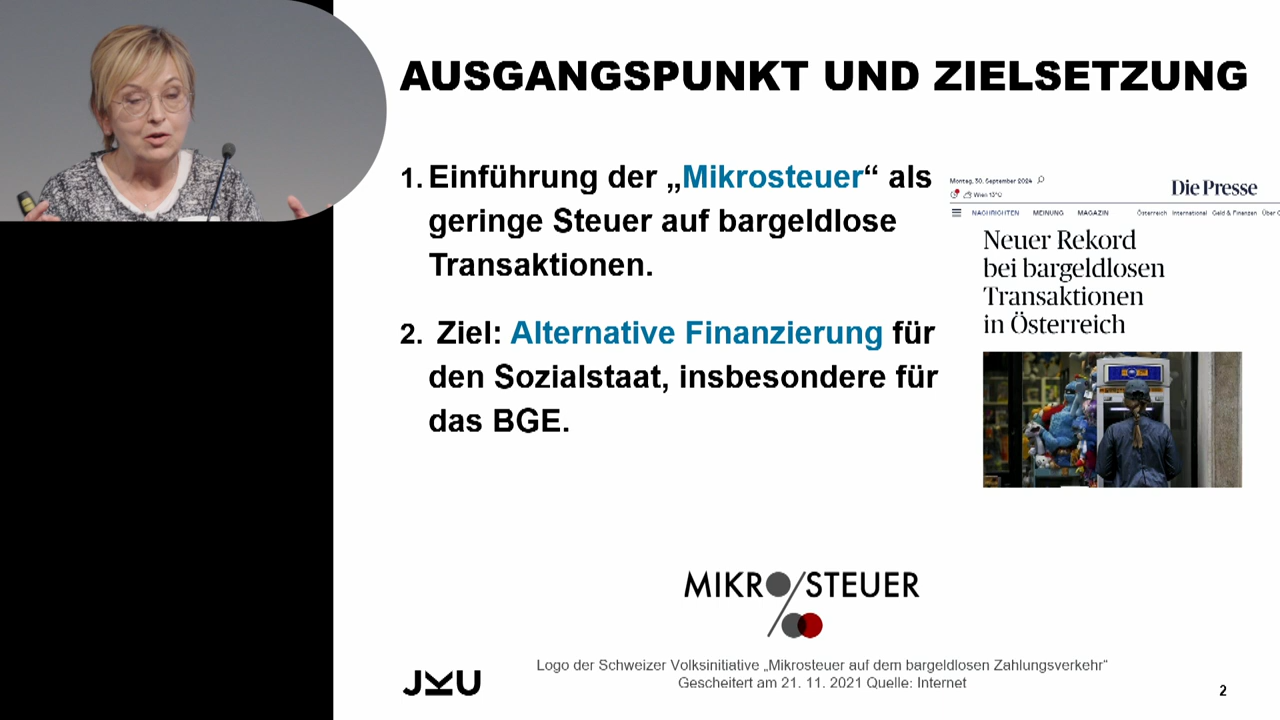 AUSGANGSPUNKT UND ZIELSETZUNG
1. Einführung der „Mikrosteuer“ als
geringe Steuer auf bargeldlose
Transaktionen.
2. Ziel: Alternative Finanzierung für
den Sozialstaat, insbesondere für
das BGE.
Montag, 30. September 2024
Wien 13°C
Die Presse
NACHRICHTEN MEINUNG MAGAZIN Österreich International Geld & Finanzen Über
Neuer Rekord
bei bargeldlosen
Transaktionen
in Österreich
MIKRO/STEUER
Logo der Schweizer Volksinitiative „Mikrosteuer auf dem bargeldlosen Zahlungsverkehr“
Gescheitert am 21. 11. 2021 Quelle: Internet
JKU
2